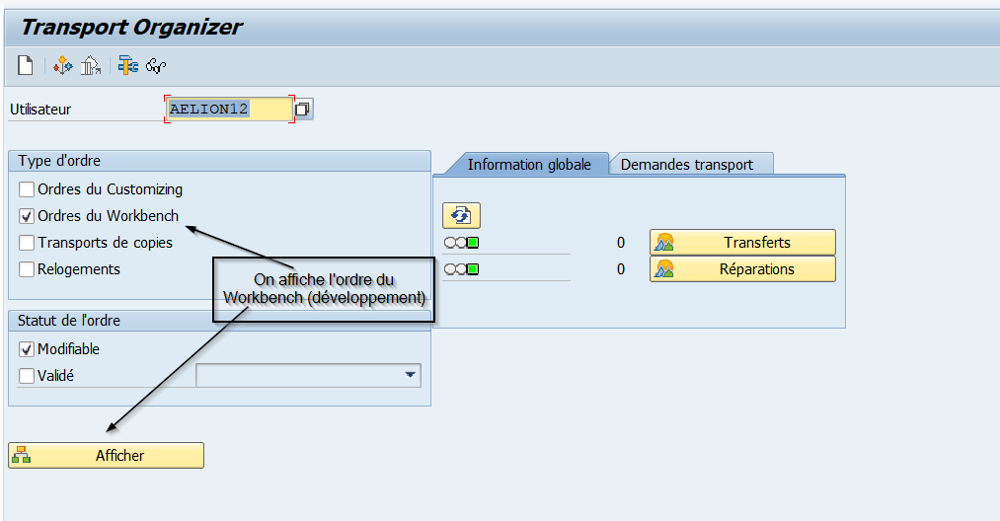 Transport Organizer
Utilisateur
AELION12
Type d'ordre
Ordres du Customizing
Ordres du Workbench
Transports de copies
Relogements
Information globale
Demandes transport
0
Transferts
0
Réparations
On affiche l'ordre du
Workbench (développement)
Statut de l'ordre
Modifiable
Validé
Afficher